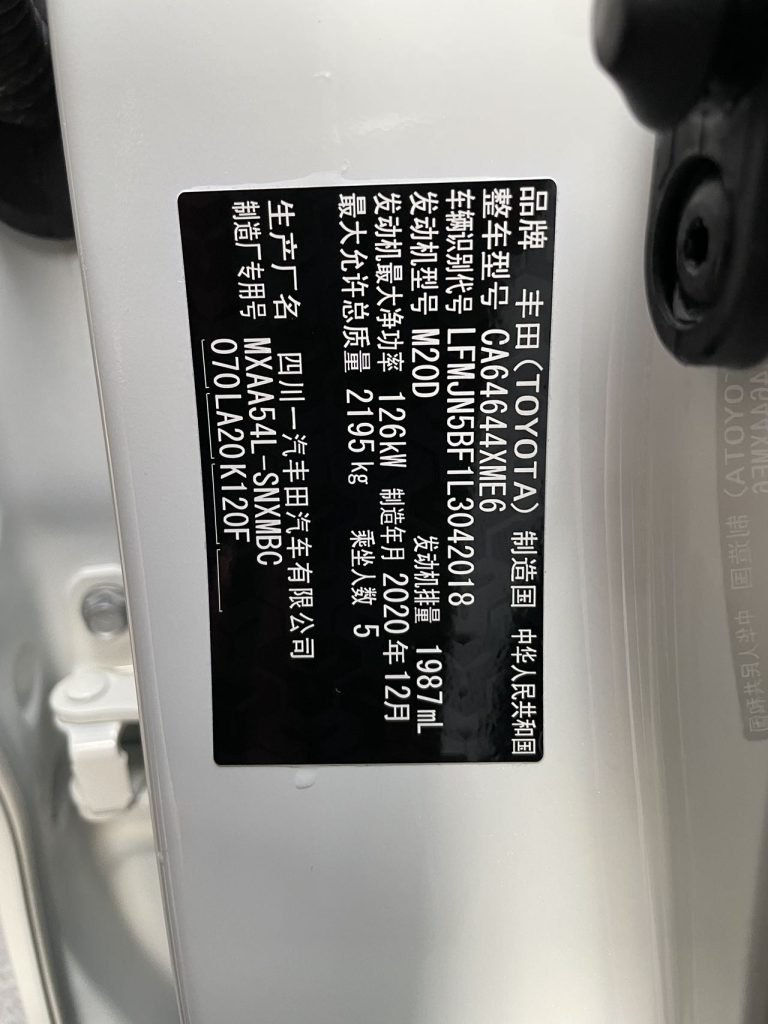 品牌 丰田(TOYOTA) 制造国 中华人民共和国
整车型号 CA64644XME6
车辆识别代号 LFMJN5BF1L3042018
发动机型号 M20D 发动机排量 1987mL
发动机最大净功率 126kW 制造年月 2020年12月
最大允许总质量 2195kg 乘坐人数 5
生产厂名 四川一汽丰田汽车有限公司
制造厂专用号 MXAA54L-SNXMBC
070LA20K120F